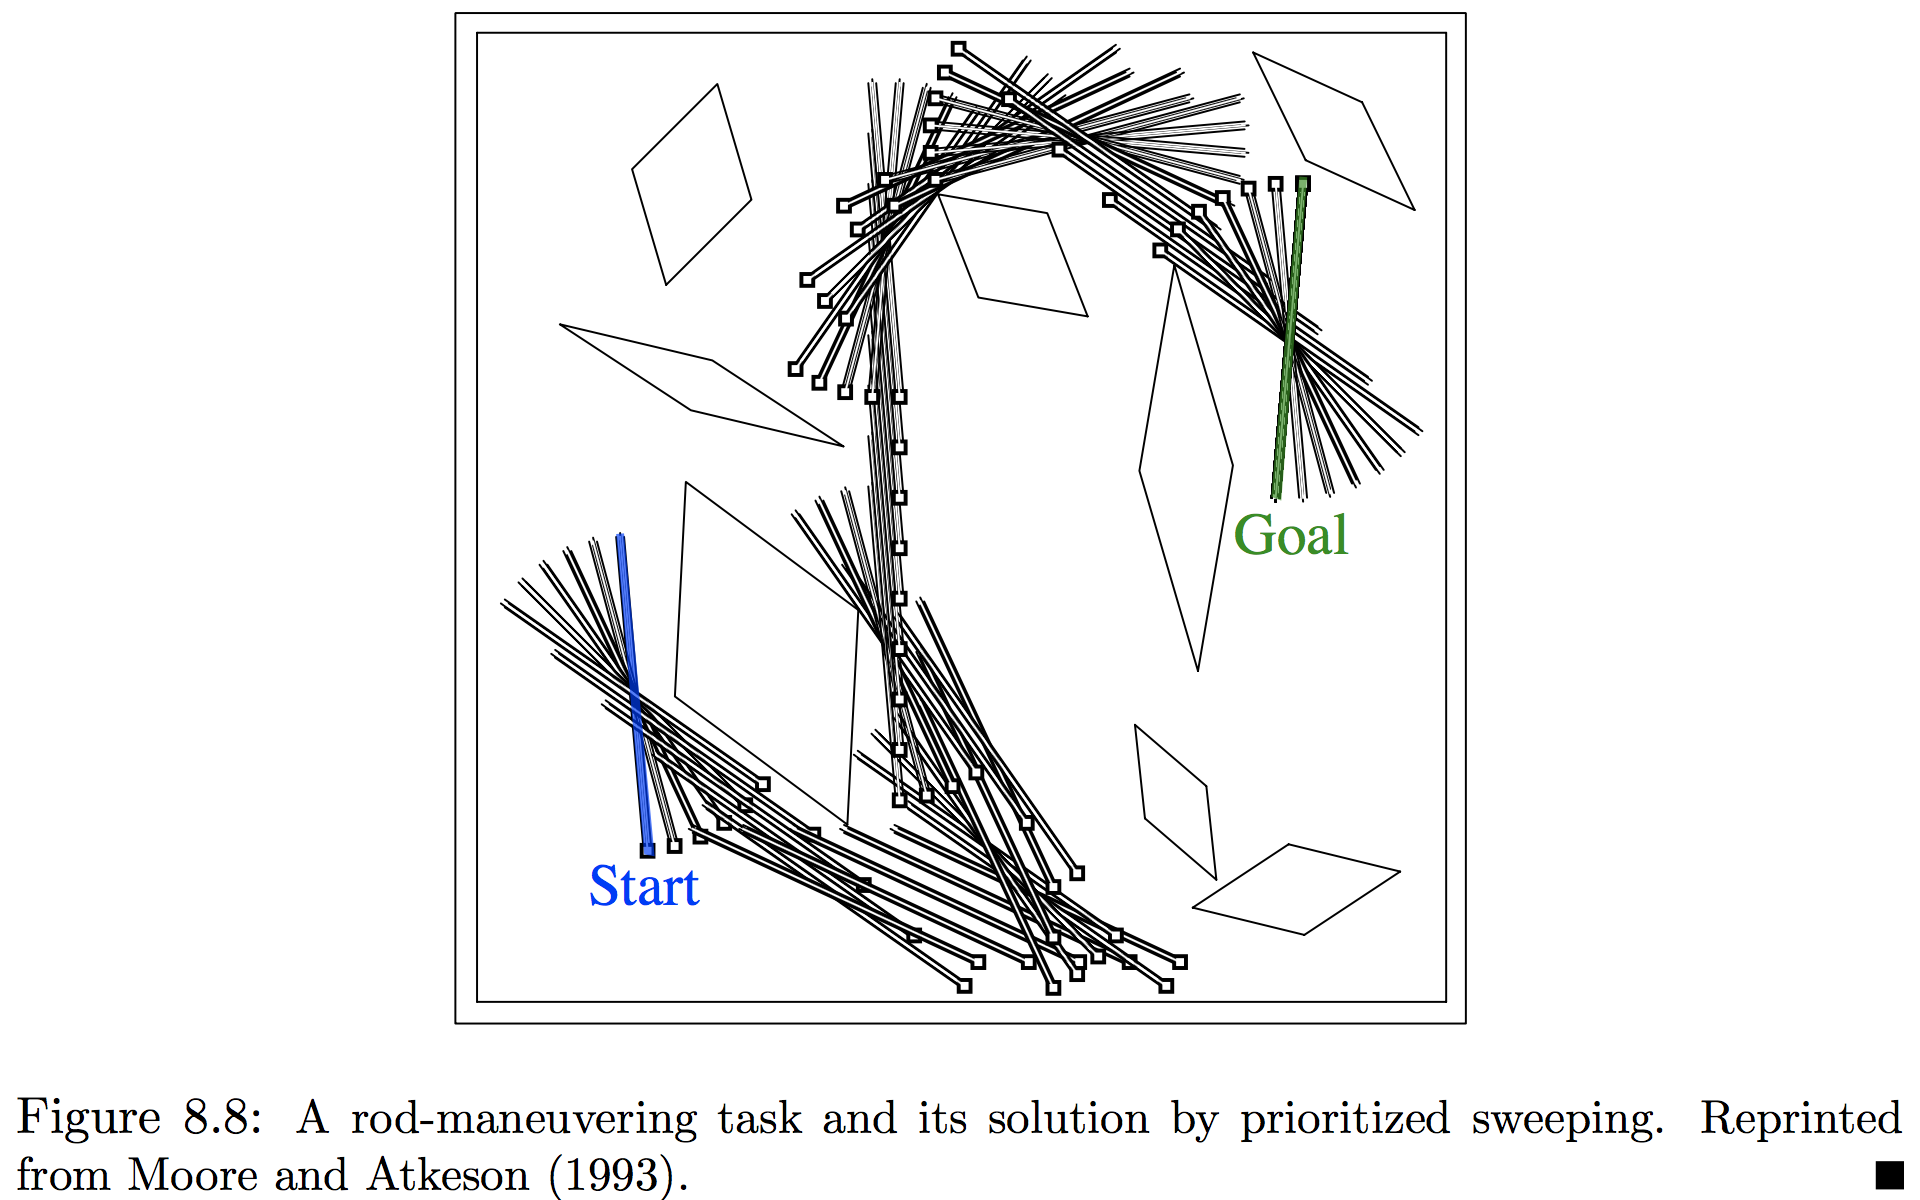 Goal
Start
Figure 8.8: A rod-maneuvering task and its solution by prioritized sweeping. Reprinted
from Moore and Atkeson (1993).